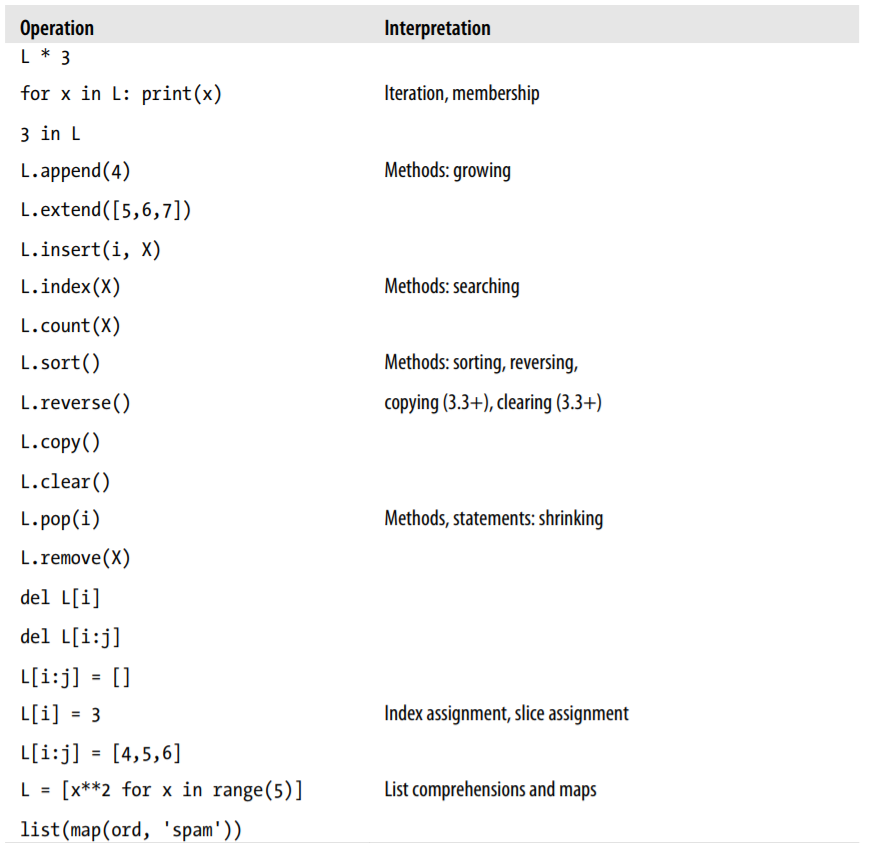 Operation Interpretation
L * 3
for x in L: print(x) Iteration, membership
3 in L
L.append(4) Methods: growing
L.extend([5,6,7])
L.insert(i, X)
L.index(X) Methods: searching
L.count(X)
L.sort() Methods: sorting, reversing,
L.reverse() copying (3.3+), clearing (3.3+)
L.copy()
L.clear()
L.pop(i) Methods, statements: shrinking
L.remove(X)
del L[i]
del L[i:j]
L[i:j] = []
L[i] = 3 Index assignment, slice assignment
L[i:j] = [4,5,6]
L = [x**2 for x in range(5)] List comprehensions and maps
list(map(ord, 'spam'))